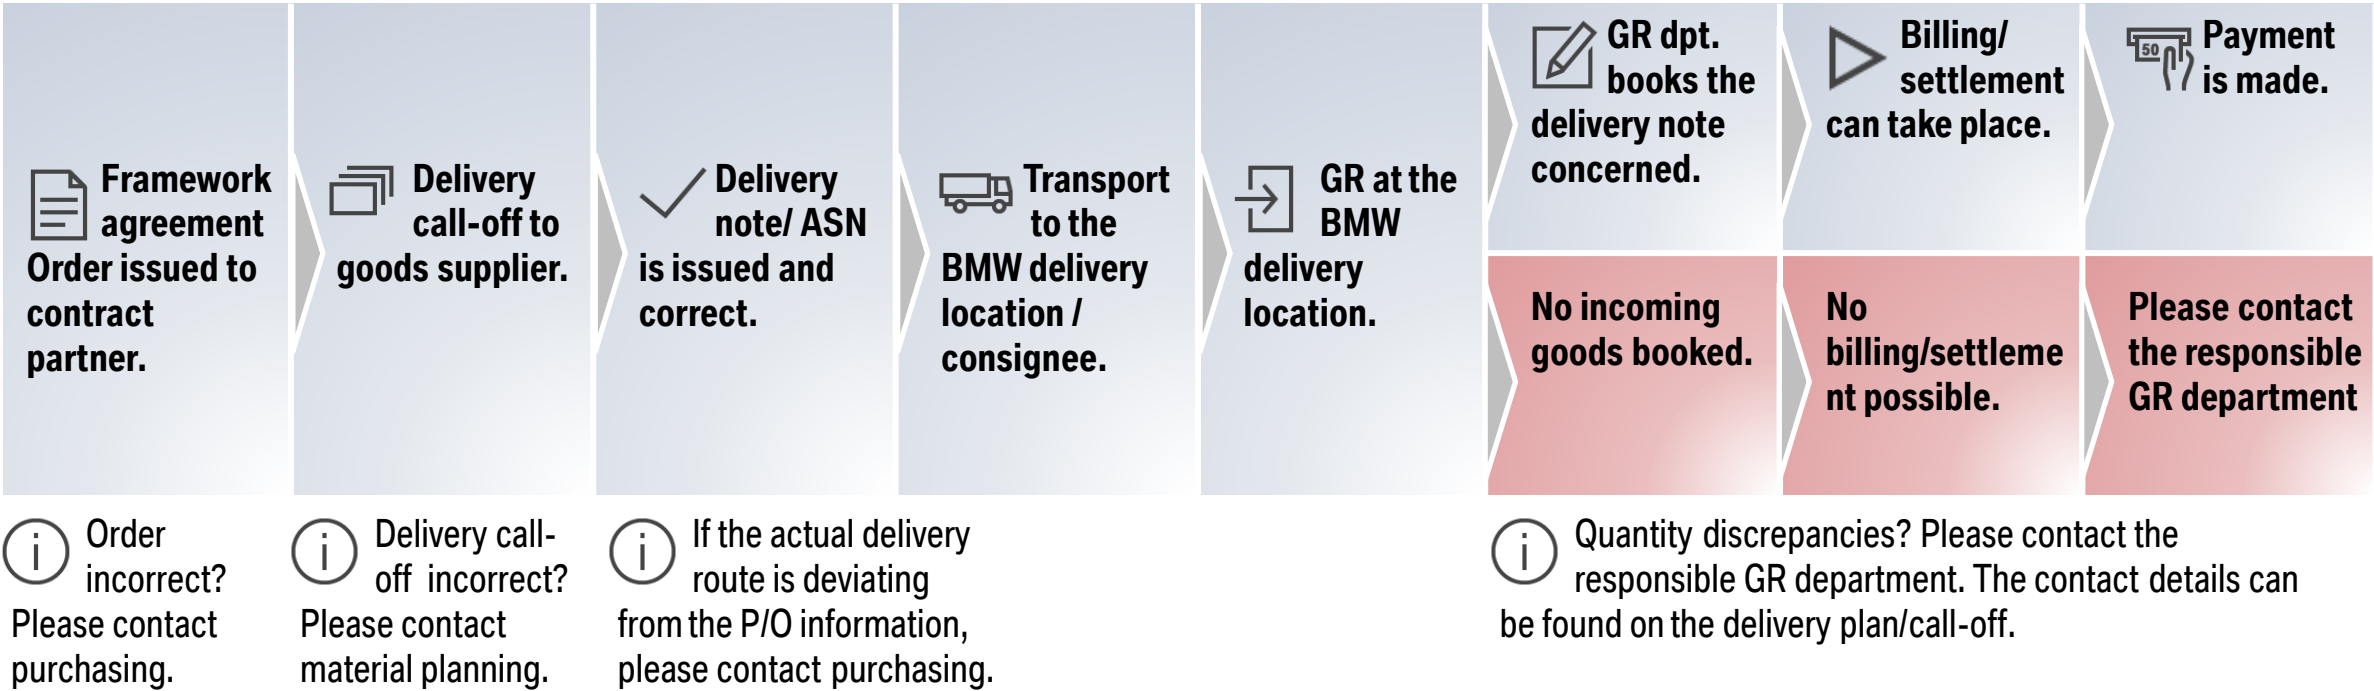 Framework
agreement
Order issued to
contract
partner.
Delivery
call-off to
goods supplier.
Delivery
note/ ASN
is issued and
correct.
Transport
to the
BMW delivery
location /
consignee.
GR at the
BMW
delivery
location.
GR dpt.
books the
delivery note
concerned.
Billing/
settlement
can take place.
50
Payment
is made.
No incoming
goods booked.
No
billing/settleme
nt possible.
Please contact
the responsible
GR department
i
Order
incorrect?
Please contact
purchasing.
i
Delivery call-
off incorrect?
Please contact
material planning.
i
If the actual delivery
route is deviating
from the P/O information,
please contact purchasing.
i
Quantity discrepancies? Please contact the
responsible GR department. The contact details can
be found on the delivery plan/call-off.